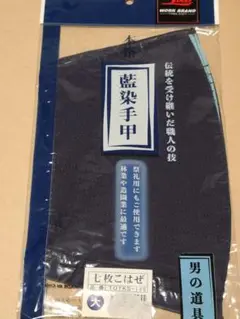 WORK BRAND
伝統を受け継いだ職人の技
藍染手甲
祭礼用にもご使用できます
林業や造園業に最適です
七枚こはぜ
大
男の道具